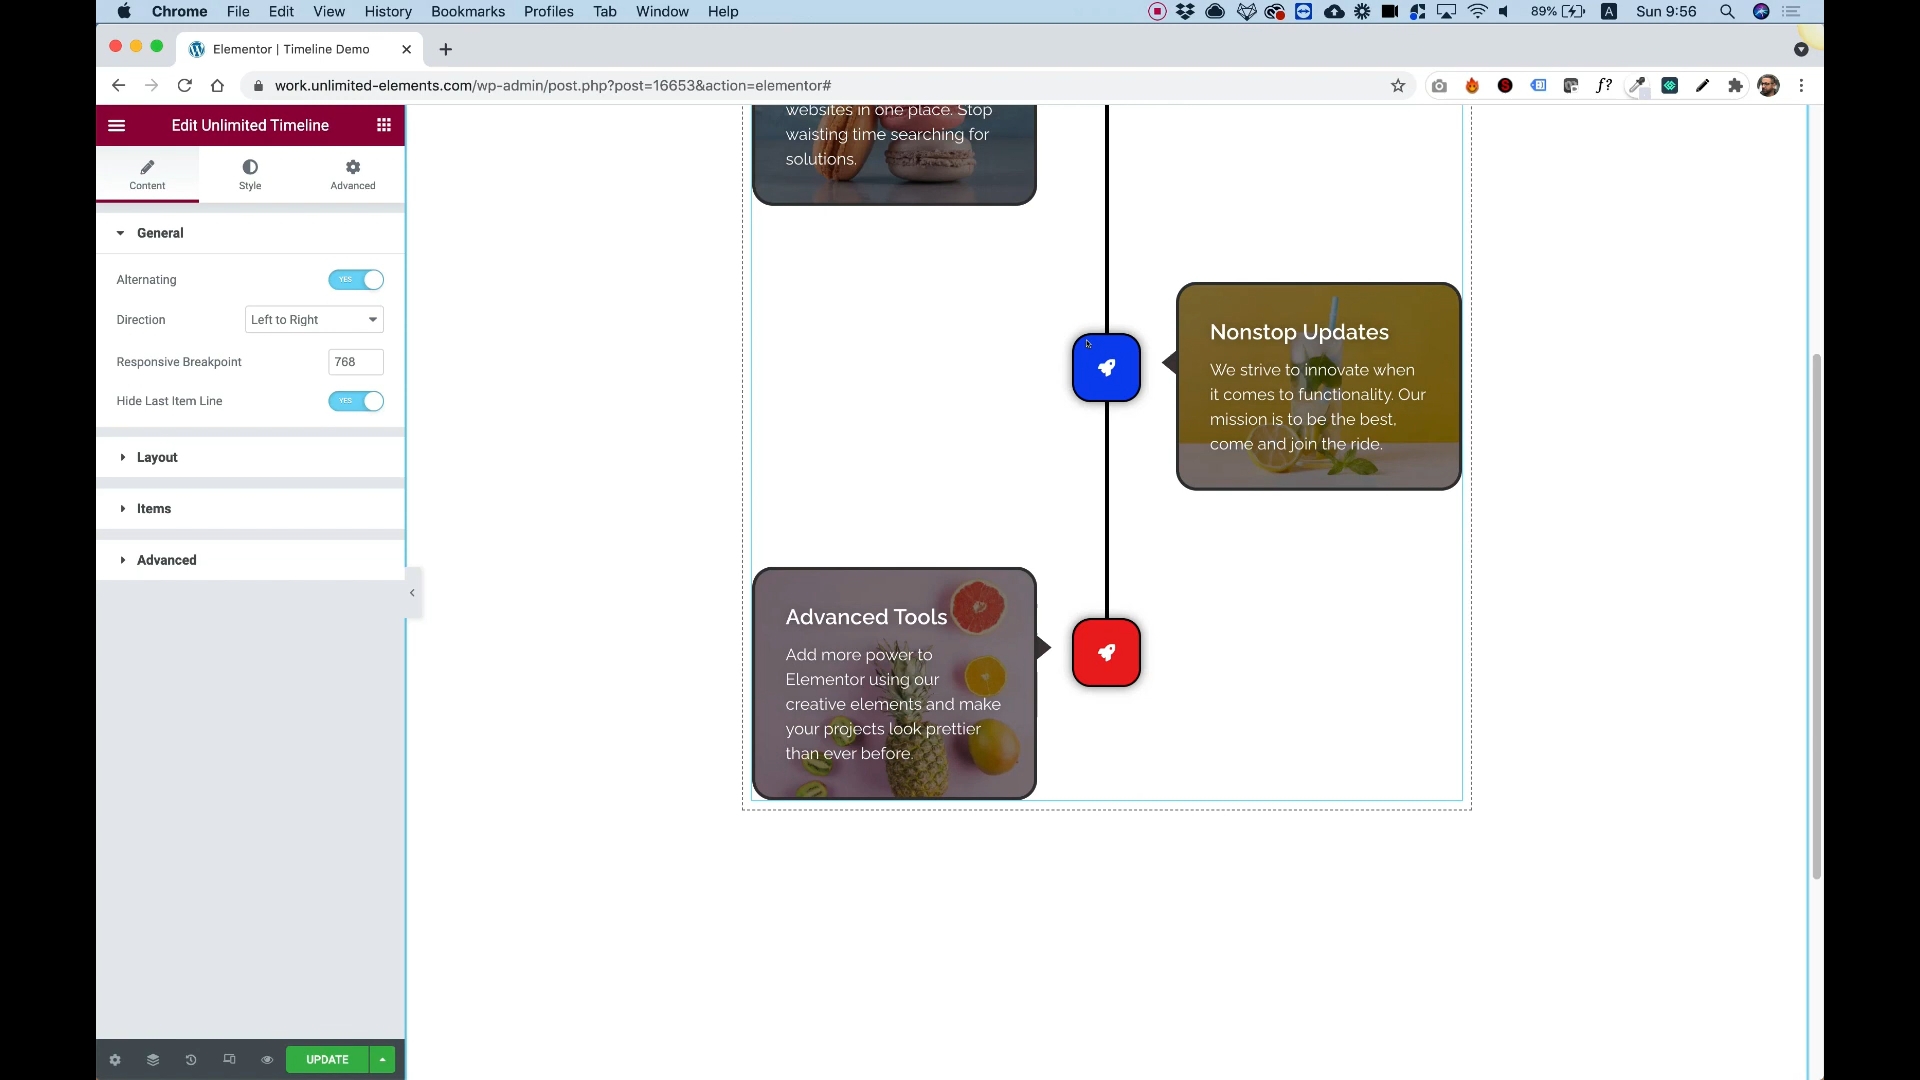 Chrome File Edit View History Bookmarks Profiles Tab Window Help 89% A Sun 9:56
Elementor | Timeline Demo
work.unlimited-elements.com/wp-admin/post.php?post=16653&action=elementor#
f?
Edit Unlimited Timeline
Content Style Advanced
General
Alternating YES
Direction Left to Right
Responsive Breakpoint 768
Hide Last Item Line YES
Layout
Items
Advanced
UPDATE
websites in one place. Stop
waisting time searching for
solutions.
Nonstop Updates
We strive to innovate when
it comes to functionality. Our
mission is to be the best,
come and join the ride.
Advanced Tools
Add more power to
Elementor using our
creative elements and make
your projects look prettier
than ever before.